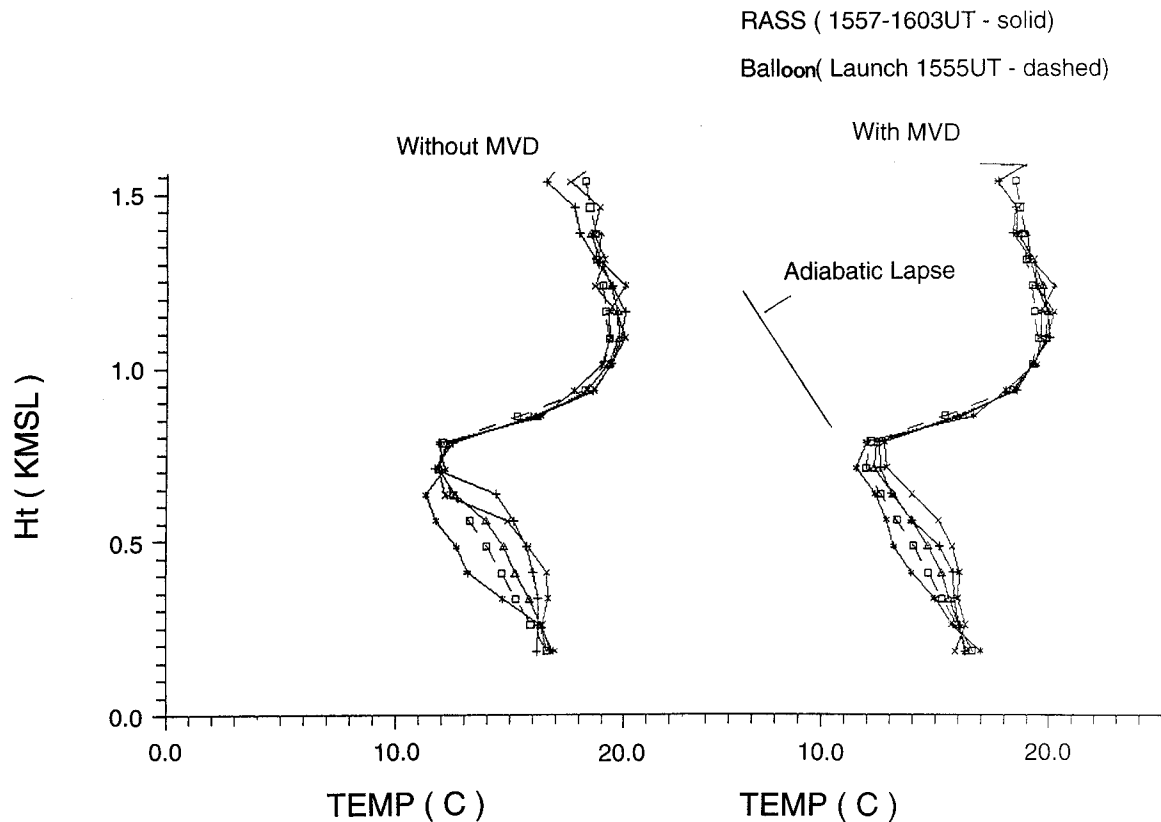 RASS ( 1557-1603UT - solid)
Balloon( Launch 1555UT - dashed)
Without MVD
With MVD
Adiabatic Lapse
Ht ( KMSL )
1.5
1.0
0.5
0.0
0.0 10.0 20.0 10.0 20.0
TEMP ( C ) TEMP ( C )